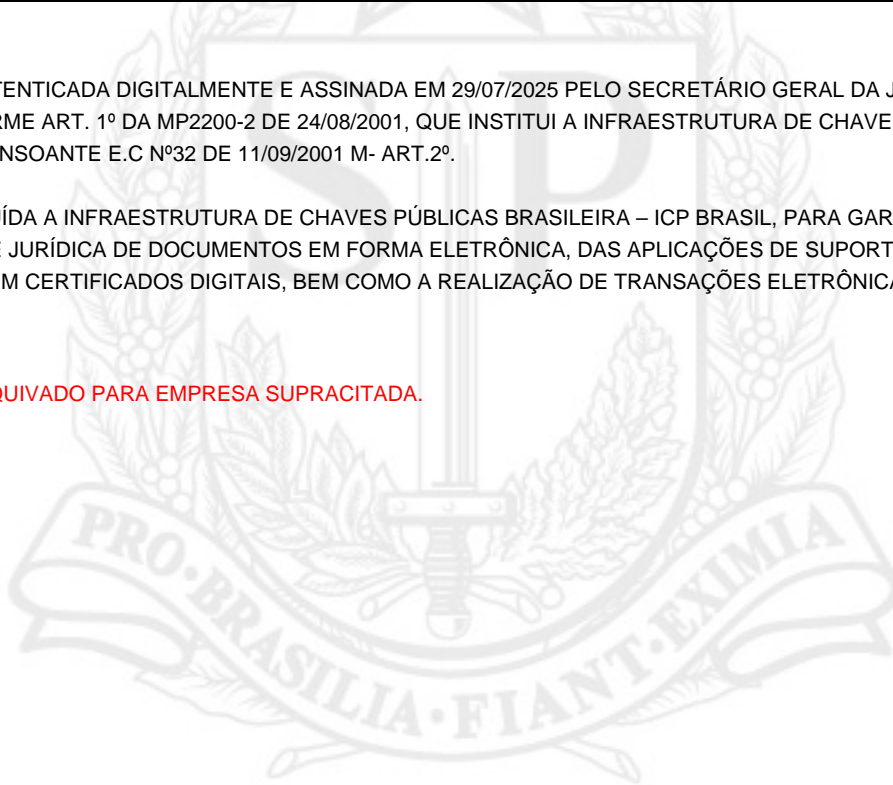 TENTICADA DIGITALMENTE E ASSINADA EM 29/07/2025 PELO SECRETÁRIO GERAL DA J
RME ART. 1º DA MP2200-2 DE 24/08/2001, QUE INSTITUI A INFRAESTRUTURA DE CHAVE
NSOANTE E.C Nº32 DE 11/09/2001 M- ART.2º.
ÍDA A INFRAESTRUTURA DE CHAVES PÚBLICAS BRASILEIRA – ICP BRASIL, PARA GAR
E JURÍDICA DE DOCUMENTOS EM FORMA ELETRÔNICA, DAS APLICAÇÕES DE SUPORT
M CERTIFICADOS DIGITAIS, BEM COMO A REALIZAÇÃO DE TRANSAÇÕES ELETRÔNICA
QUIVADO PARA EMPRESA SUPRACITADA.
SP
PRO·BRASILIA·FIANT·EXIMIA